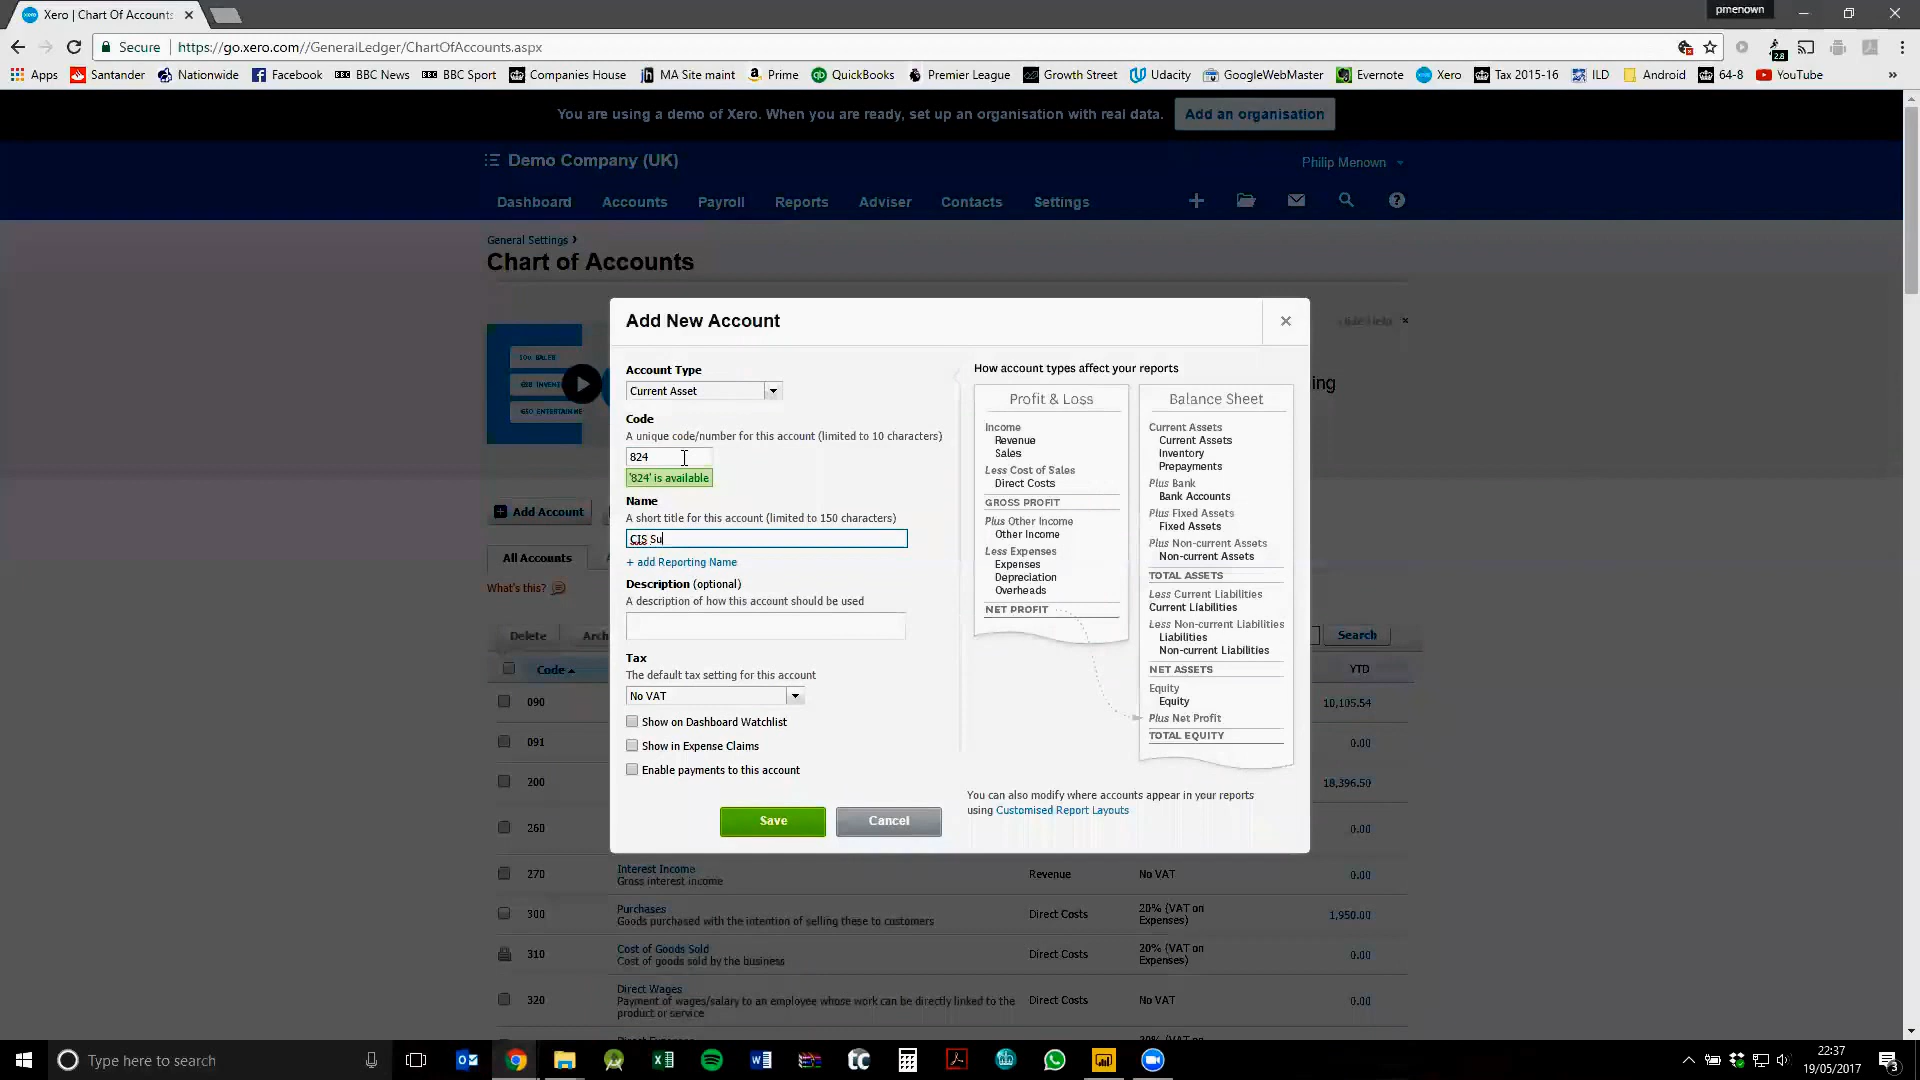 Xero | Chart Of Accounts
pmenown
Secure
https://go.xero.com//GeneralLedger/ChartOfAccounts.aspx
2.8
Apps
Santander
Nationwide
Facebook
BBC News
BBC Sport
Companies House
MA Site maint
Prime
QuickBooks
Premier League
Growth Street
Udacity
GoogleWebMaster
Evernote
Xero
Tax 2015-16
ILD
Android
64-8
YouTube
You are using a demo of Xero. When you are ready, set up an organisation with real data.
Add an organisation
Demo Company (UK)
Philip Menown
Dashboard
Accounts
Payroll
Reports
Adviser
Contacts
Settings
General Settings ›
Chart of Accounts
Add New Account
Account Type
Current Asset
Code
A unique code/number for this account (limited to 10 characters)
824
'824' is available
Name
A short title for this account (limited to 150 characters)
CIS Su
+ add Reporting Name
Description (optional)
A description of how this account should be used
Tax
The default tax setting for this account
No VAT
Show on Dashboard Watchlist
Show in Expense Claims
Enable payments to this account
Save
Cancel
How account types affect your reports
Profit & Loss
Income
Revenue
Sales
Less Cost of Sales
Direct Costs
GROSS PROFIT
Plus Other Income
Other Income
Less Expenses
Expenses
Depreciation
Overheads
NET PROFIT
Balance Sheet
Current Assets
Current Assets
Inventory
Prepayments
Plus Bank
Bank Accounts
Plus Fixed Assets
Fixed Assets
Plus Non-current Assets
Non-current Assets
TOTAL ASSETS
Less Current Liabilities
Current Liabilities
Less Non-current Liabilities
Liabilities
Non-current Liabilities
NET ASSETS
Equity
Equity
Plus Net Profit
TOTAL EQUITY
You can also modify where accounts appear in your reports
using Customised Report Layouts
Hide Help
ing
Add Account
All Accounts
What's this?
Delete
Arch
Search
Code
YTD
090
10,105.54
091
0.00
200
18,396.50
260
0.00
270
Interest Income
Gross interest income
Revenue
No VAT
0.00
300
Purchases
Goods purchased with the intention of selling these to customers
Direct Costs
20% (VAT on
Expenses)
1,950.00
310
Cost of Goods Sold
Cost of goods sold by the business
Direct Costs
20% (VAT on
Expenses)
0.00
320
Direct Wages
Payment of wages/salary to an employee whose work can be directly linked to the
product or service
Direct Costs
No VAT
0.00
Type here to search
22:37
19/05/2017
3